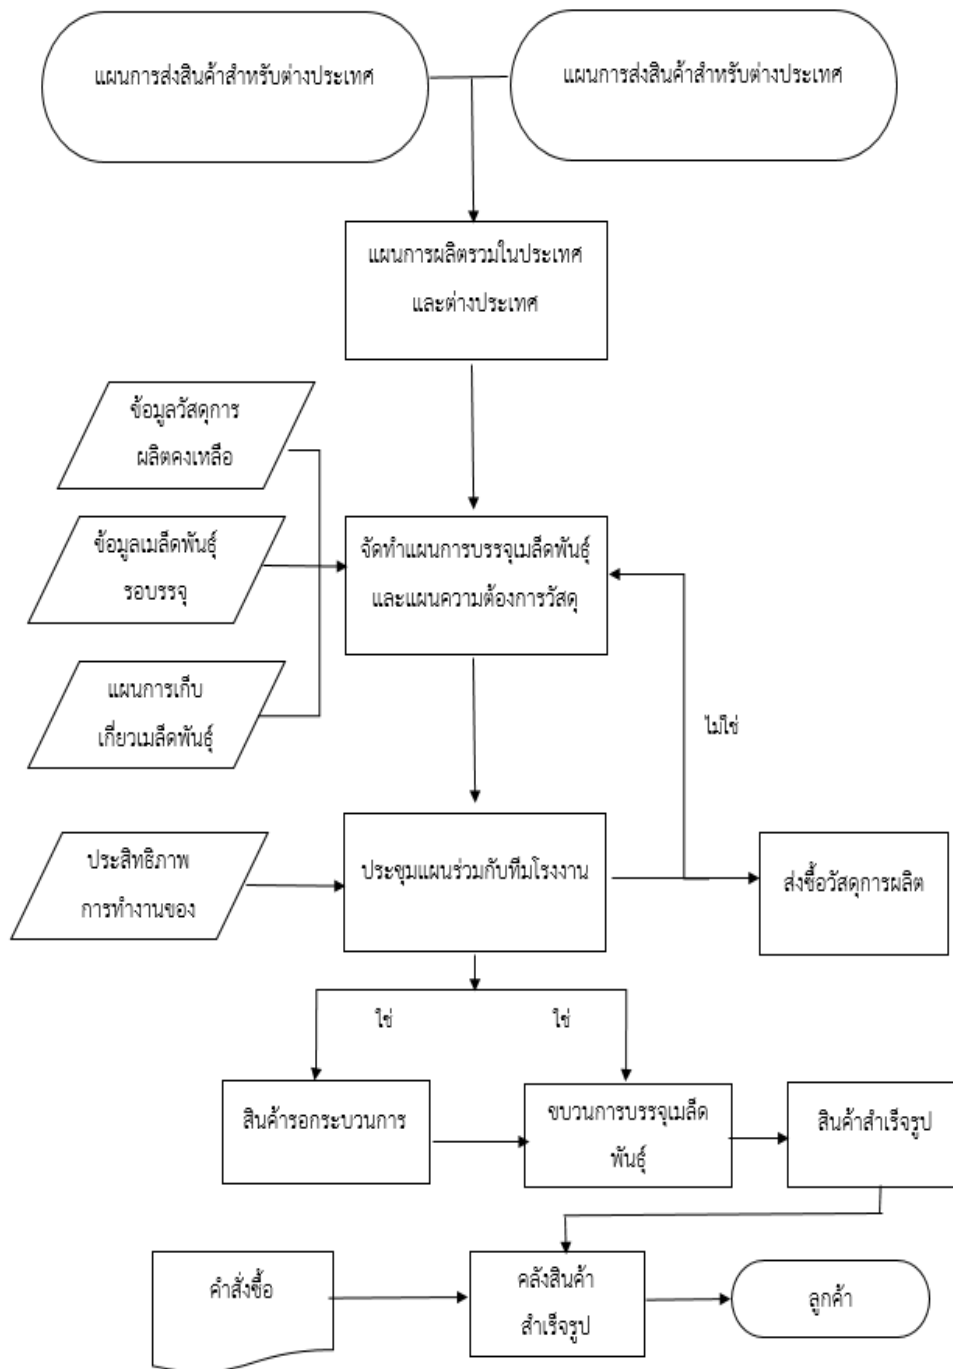 แผนการส่งสินค้าสำหรับต่างประเทศ
แผนการส่งสินค้าสำหรับต่างประเทศ
แผนการผลิตรวมในประเทศ
และต่างประเทศ
ข้อมูลวัสดุการ
ผลิตคงเหลือ
ข้อมูลเมล็ดพันธุ์
รอบรรจุ
จัดทำแผนการบรรจุเมล็ดพันธุ์
และแผนความต้องการวัสดุ
แผนการเก็บ
เกี่ยวเมล็ดพันธุ์
ไม่ใช่
ประสิทธิภาพ
การทำงานของ
ประชุมแผนร่วมกับทีมโรงงาน
ส่งซื้อวัสดุการผลิต
ใช่
ใช่
สินค้ารอกระบวนการ
ขบวนการบรรจุเมล็ด
พันธุ์
สินค้าสำเร็จรูป
คำสั่งซื้อ
คลังสินค้า
สำเร็จรูป
ลูกค้า